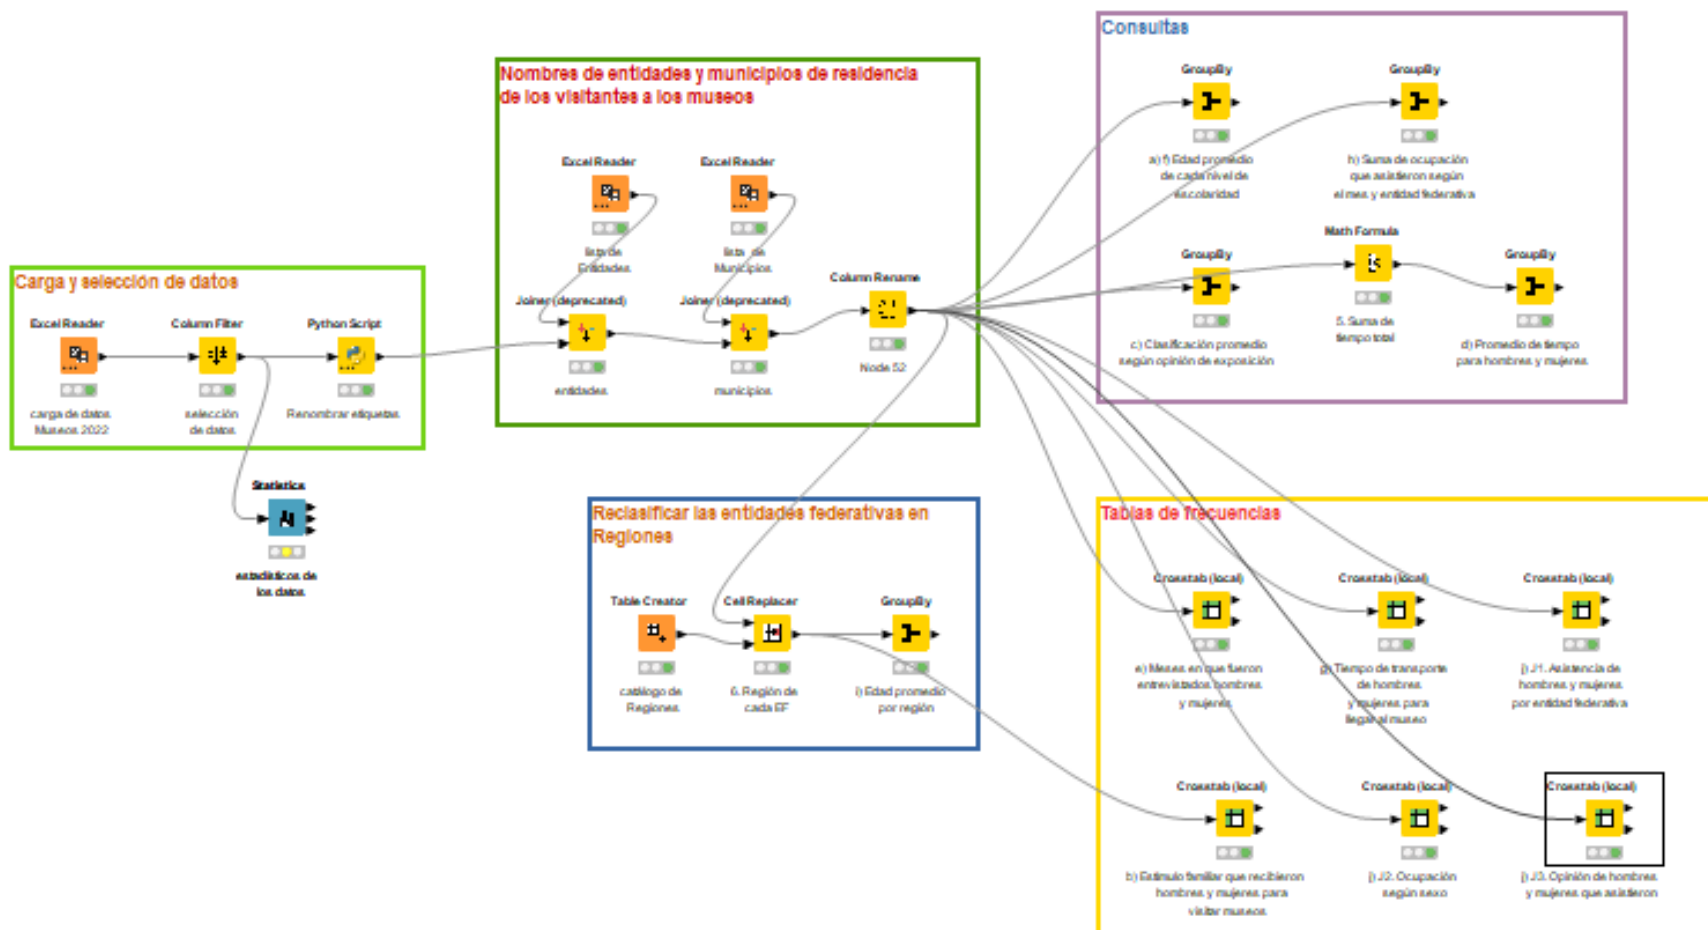 Carga y selección de datos
Excel Reader
carga de datos
Museos 2022
Column Filter
selección
de datos
Python Script
Renombrar etiquetas
Statistics
estadísticos de
los datos
Nombres de entidades y municipios de residencia
de los visitantes a los museos
Excel Reader
lista de
Entidades
Excel Reader
lista de
Municipios
Joiner (deprecated)
entidades
Joiner (deprecated)
municipios
Column Rename
Node 52
Reclasificar las entidades federativas en
Regiones
Table Creator
catálogo de
Regiones
Cell Replacer
6. Región de
cada EF
GroupBy
i) Edad promedio
por región
Consultas
GroupBy
a) f) Edad promedio
de cada nivel de
escolaridad
GroupBy
h) Suma de ocupación
que asistieron según
el mes y entidad federativa
GroupBy
c) Clasificación promedio
según opinión de exposición
Math Formula
5. Suma de
tiempo total
GroupBy
d) Promedio de tiempo
para hombres y mujeres
Tablas de frecuencias
Crosstab (local)
e) Meses en que fueron
entrevistados hombres
y mujeres
Crosstab (local)
g) Tiempo de transporte
de hombres
y mujeres para
llegar al museo
Crosstab (local)
j) J1. Asistencia de
hombres y mujeres
por entidad federativa
Crosstab (local)
b) Estimulo familiar que recibieron
hombres y mujeres para
visitar museos
Crosstab (local)
j) J2. Ocupación
según sexo
Crosstab (local)
j) J3. Opinión de hombres
y mujeres que asistieron